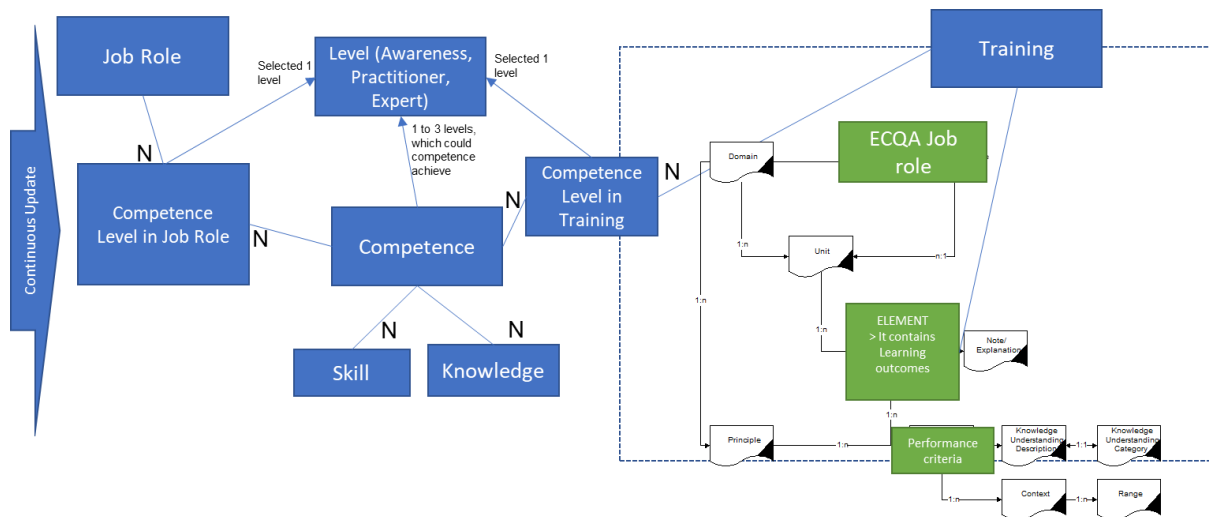 Job Role
Selected 1
level
Level (Awareness,
Practitioner,
Expert)
Selected 1
level
Training
Continuous Update
N
1 to 3 levels,
which could
competence
achieve
Competence
Level in Job Role
N
Competence
N
Competence
Level in
Training
N
Domain
ECQA Job
role
1:n
Unit
n:1
1:n
1:n
ELEMENT
> It contains
Learning
outcomes
Note/
Explanation
N
N
Skill
Knowledge
1:n
Principle
1:n
Performance
criteria
Knowledge
Understanding
Description
1:1
Knowledge
Understanding
Category
1:n
Context
Range